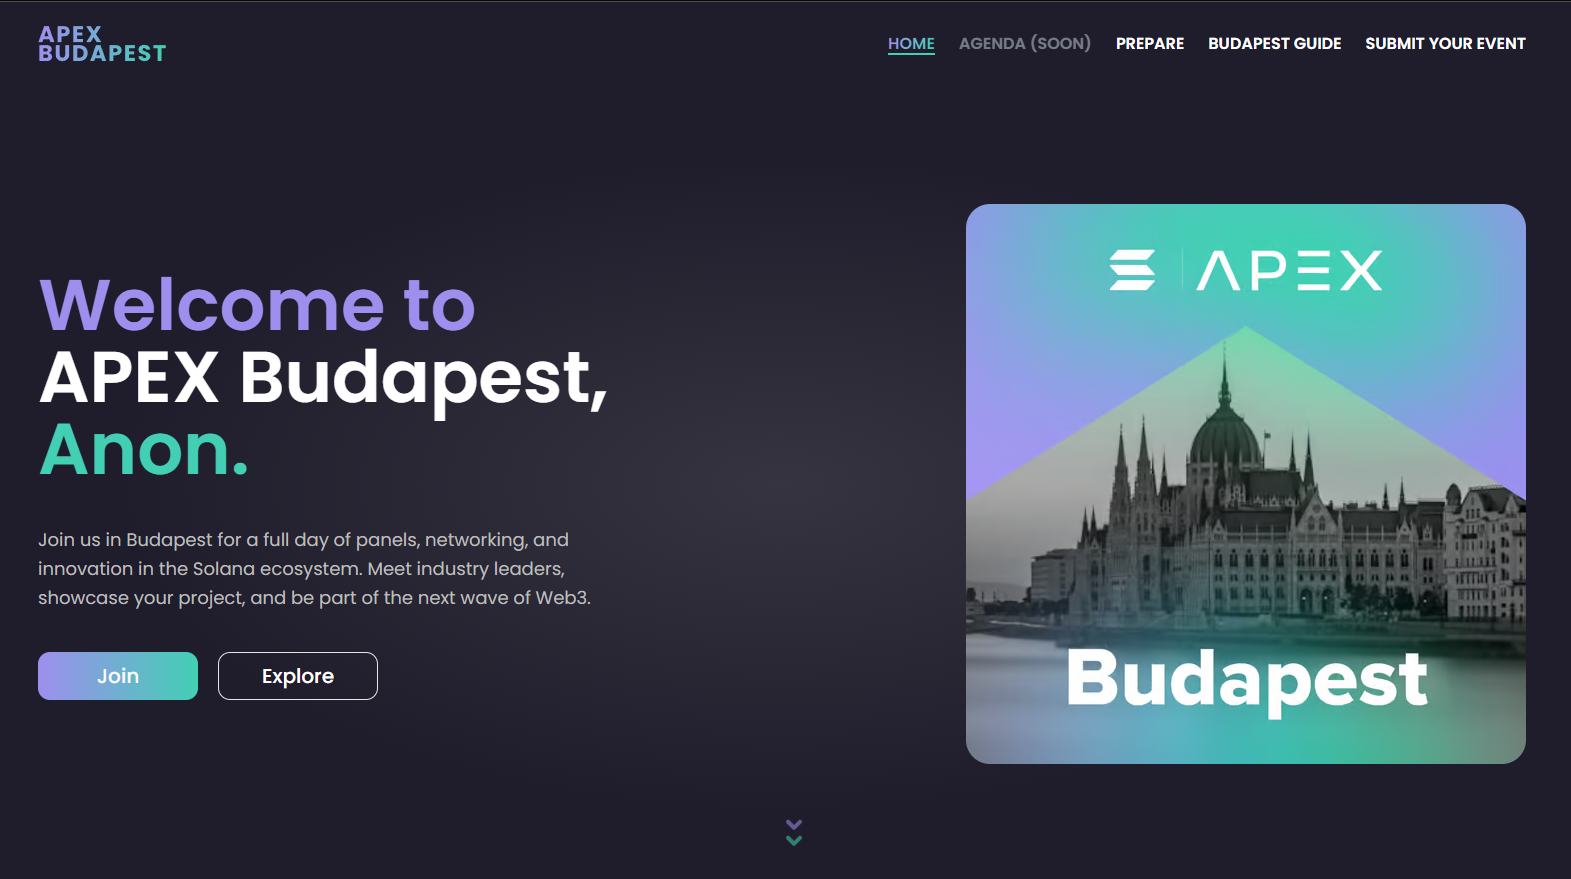 APEX
BUDAPEST
HOME
AGENDA (SOON)
PREPARE
BUDAPEST GUIDE
SUBMIT YOUR EVENT
Welcome to
APEX Budapest,
Anon.
Join us in Budapest for a full day of panels, networking, and
innovation in the Solana ecosystem. Meet industry leaders,
showcase your project, and be part of the next wave of Web3.
Join
Explore
APEX
Budapest